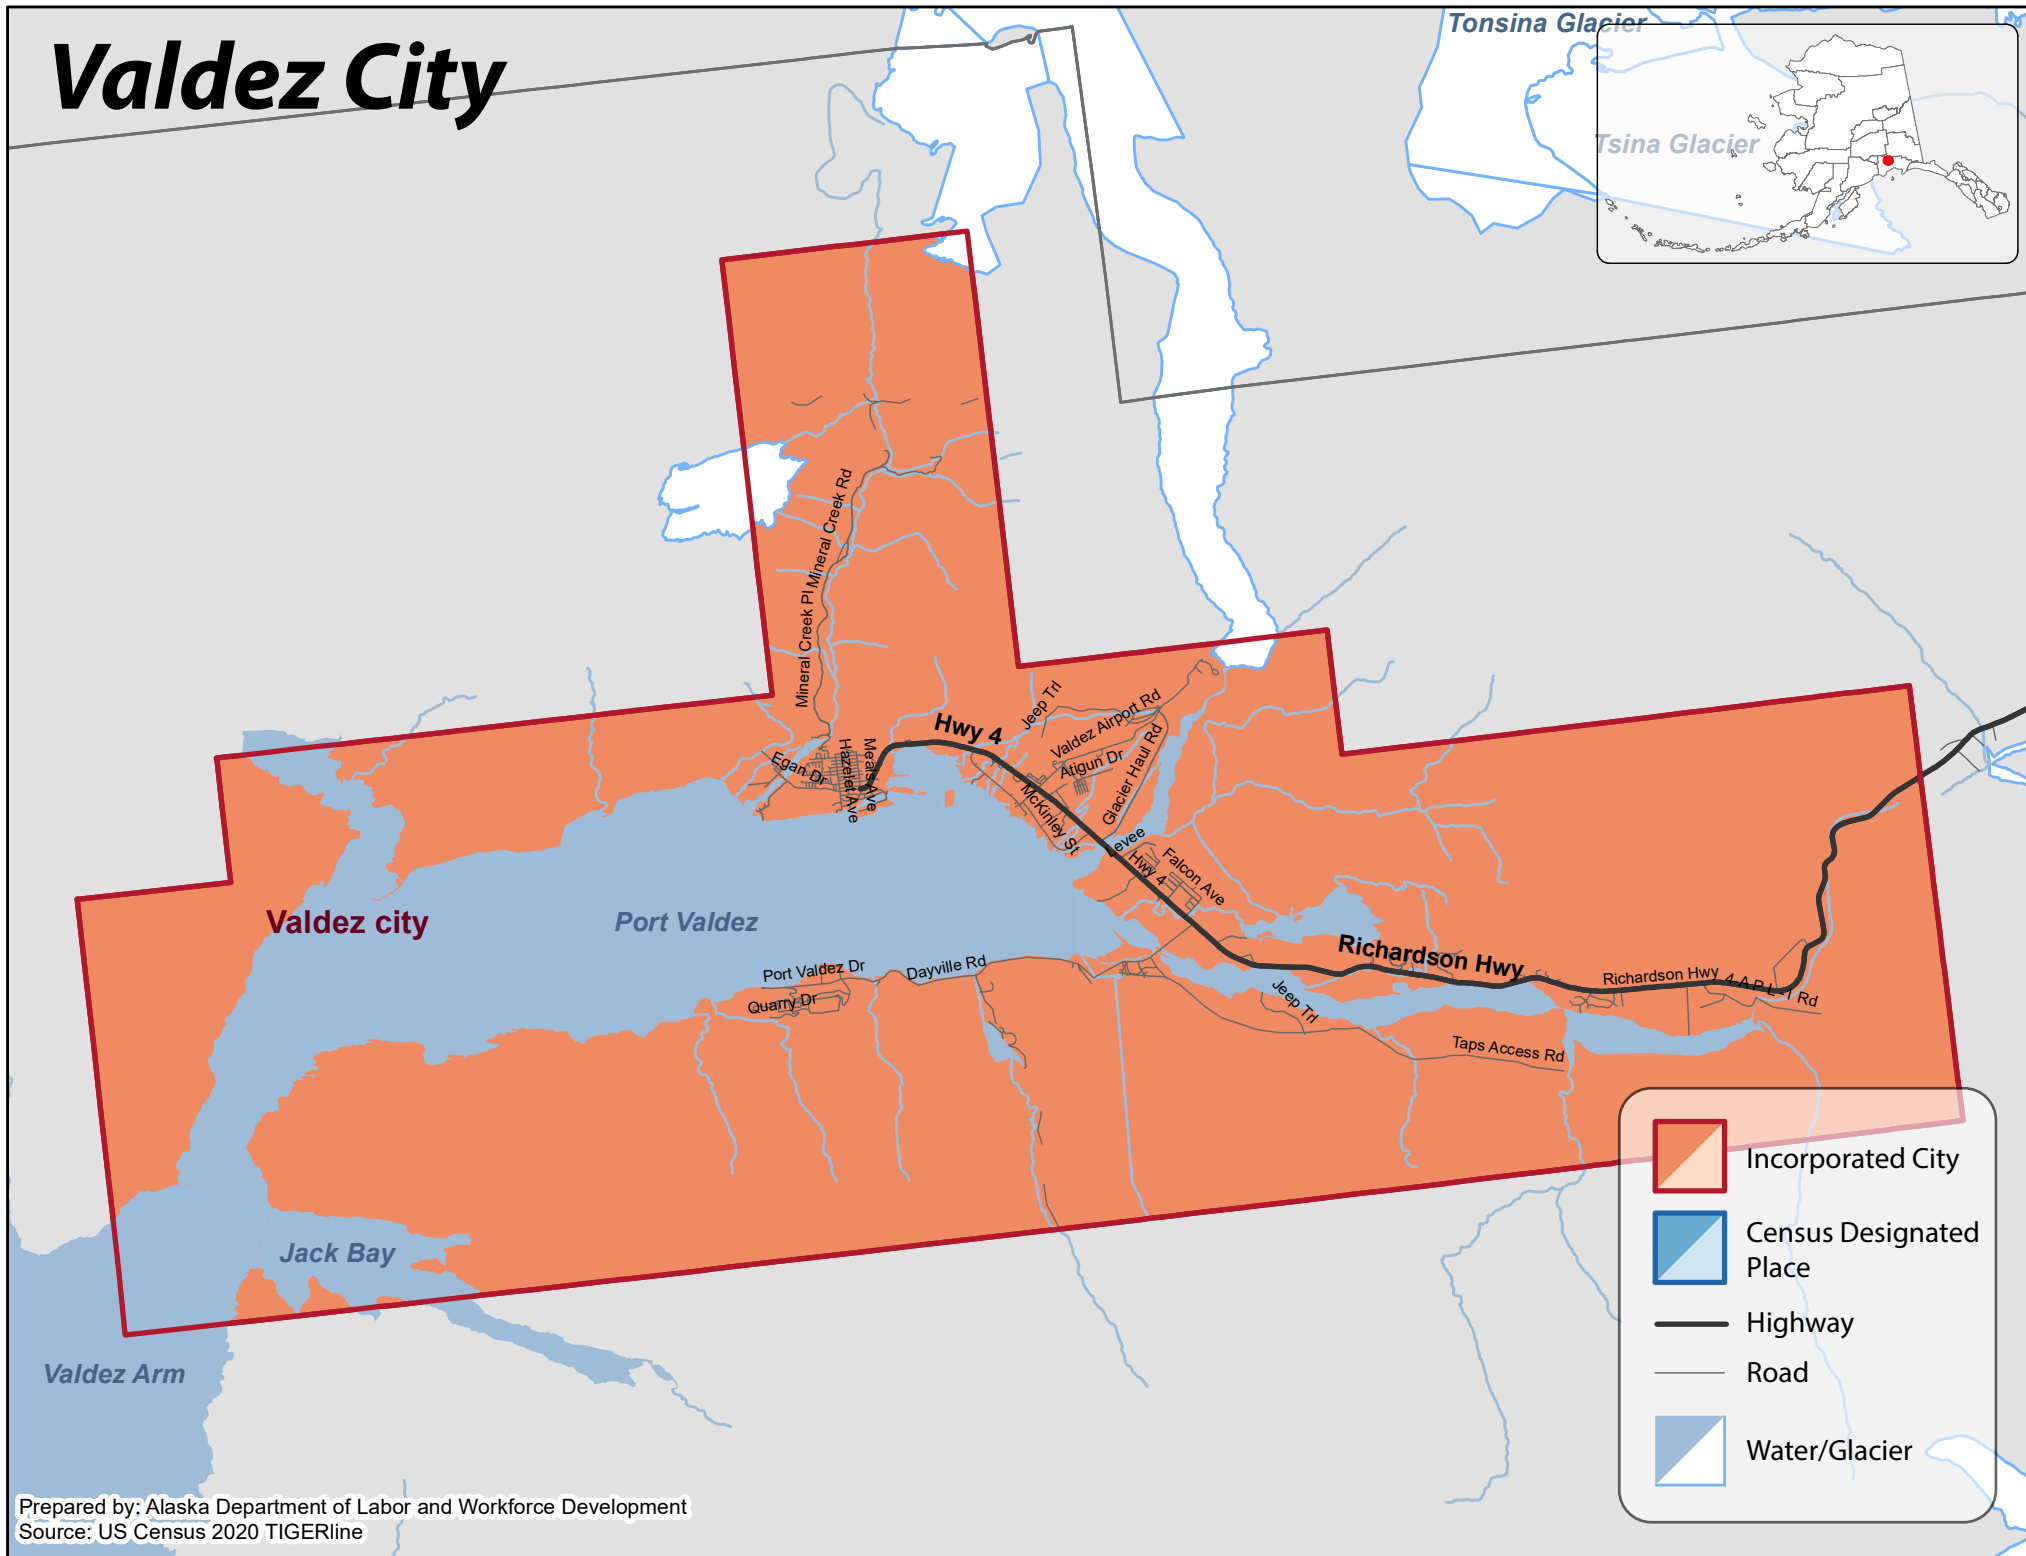 Valdez City
Tonsina Glacier
Tsina Glacier
Mineral Creek Rd
Mineral Creek Pl
Jeep Trl
Valdez Airport Rd
Hwy 4
Atigun Dr
Glacier Haul Rd
Egan Dr
Hazelet Ave
Meals Ave
McKinley St
Levee
Hwy 4
Falcon Ave
Valdez city
Port Valdez
Richardson Hwy
Port Valdez Dr
Dayville Rd
Quarry Dr
Jeep Trl
Richardson Hwy
4-A P L-1 Rd
Taps Access Rd
Jack Bay
Valdez Arm
Incorporated City
Census Designated
Place
Highway
Road
Water/Glacier
Prepared by: Alaska Department of Labor and Workforce Development
Source: US Census 2020 TIGERline